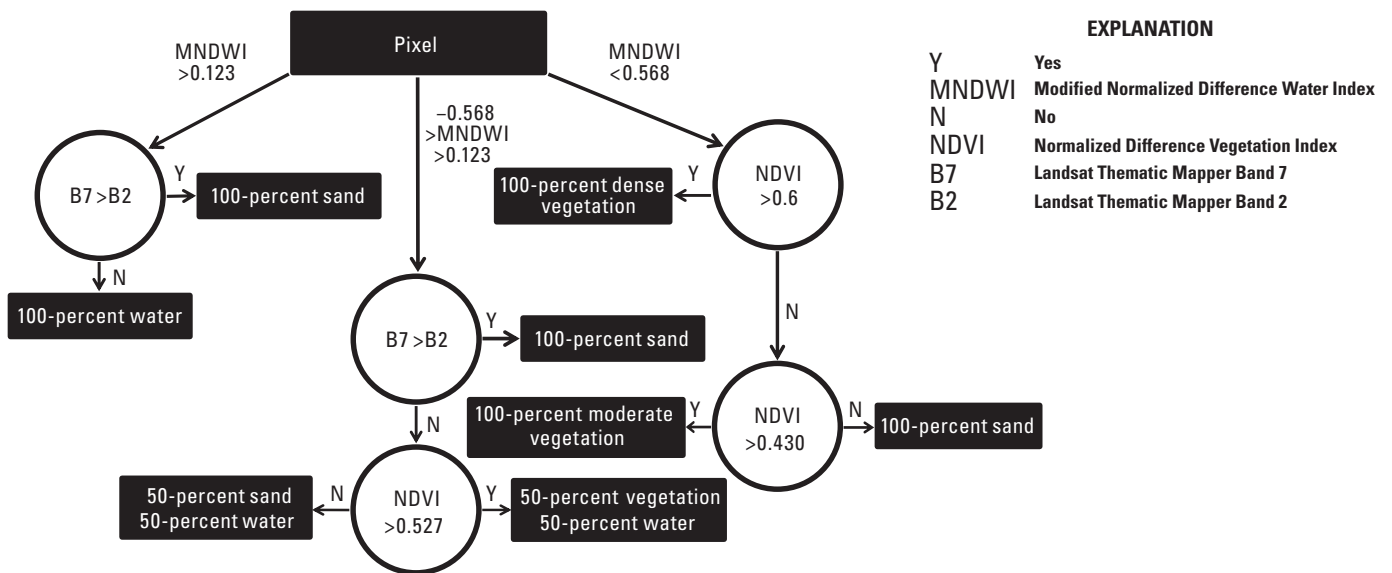 Pixel
MNDWI
>0.123
–0.568
>MNDWI
>0.123
MNDWI
<0.568
B7 >B2
Y
100-percent sand
N
100-percent water
B7 >B2
Y
100-percent sand
N
NDVI
>0.527
N
50-percent sand
50-percent water
Y
50-percent vegetation
50-percent water
NDVI
>0.6
Y
100-percent dense
vegetation
N
NDVI
>0.430
Y
100-percent moderate
vegetation
N
100-percent sand
EXPLANATION
Y Yes
MNDWI Modified Normalized Difference Water Index
N No
NDVI Normalized Difference Vegetation Index
B7 Landsat Thematic Mapper Band 7
B2 Landsat Thematic Mapper Band 2